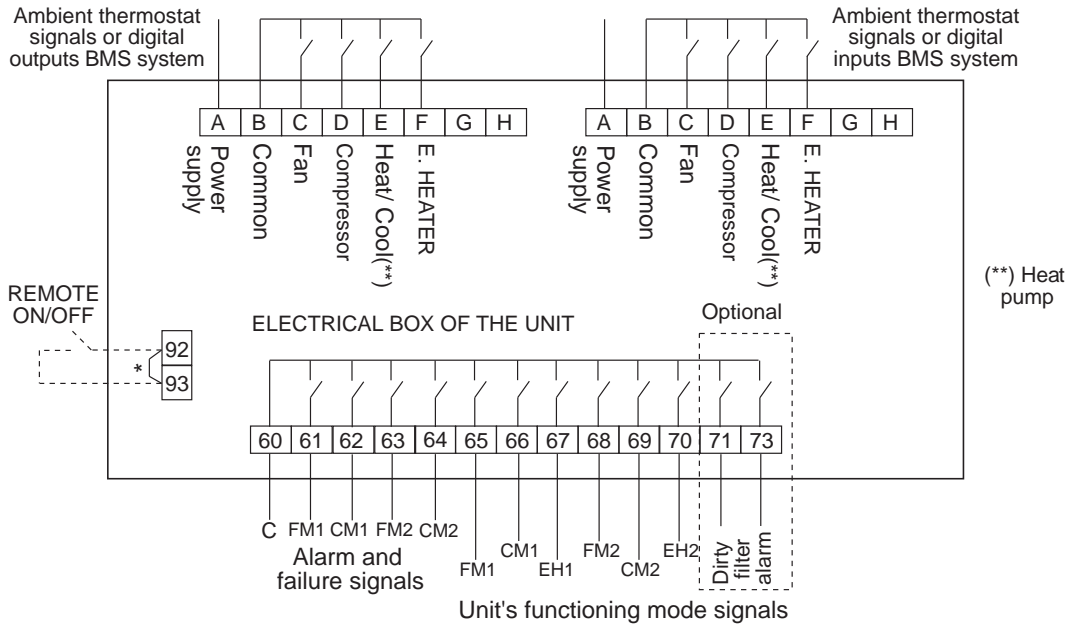 Ambient thermostat
signals or digital
outputs BMS system
Ambient thermostat
signals or digital
inputs BMS system
A B C D E F G H
A B C D E F G H
Power
supply
Common
Fan
Compressor
Heat/ Cool(**)
E. HEATER
Power
supply
Common
Fan
Compressor
Heat/ Cool(**)
E. HEATER
(**) Heat
pump
REMOTE
ON/OFF
92
*
93
ELECTRICAL BOX OF THE UNIT
Optional
60 61 62 63 64 65 66 67 68 69 70 71 73
C FM1 CM1 FM2 CM2
Alarm and
failure signals
FM1 CM1 EH1 FM2 CM2 EH2
Dirty
filter
alarm
Unit's functioning mode signals